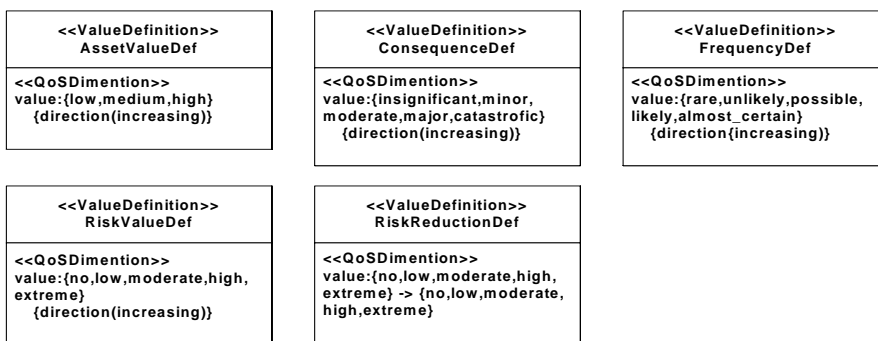 <<ValueDefinition>>
AssetValueDef
<<QoSDimention>>
value:{low,medium,high}
{direction(increasing)}
<<ValueDefinition>>
ConsequenceDef
<<QoSDimention>>
value:{insignificant,minor,
moderate,major,catastrofic}
{direction(increasing)}
<<ValueDefinition>>
FrequencyDef
<<QoSDimention>>
value:{rare,unlikely,possible,
likely,almost_certain}
{direction{increasing)}
<<ValueDefinition>>
RiskValueDef
<<QoSDimention>>
value:{no,low,moderate,high,
extreme}
{direction(increasing)}
<<ValueDefinition>>
RiskReductionDef
<<QoSDimention>>
value:{no,low,moderate,high,
extreme} -> {no,low,moderate,
high,extreme}